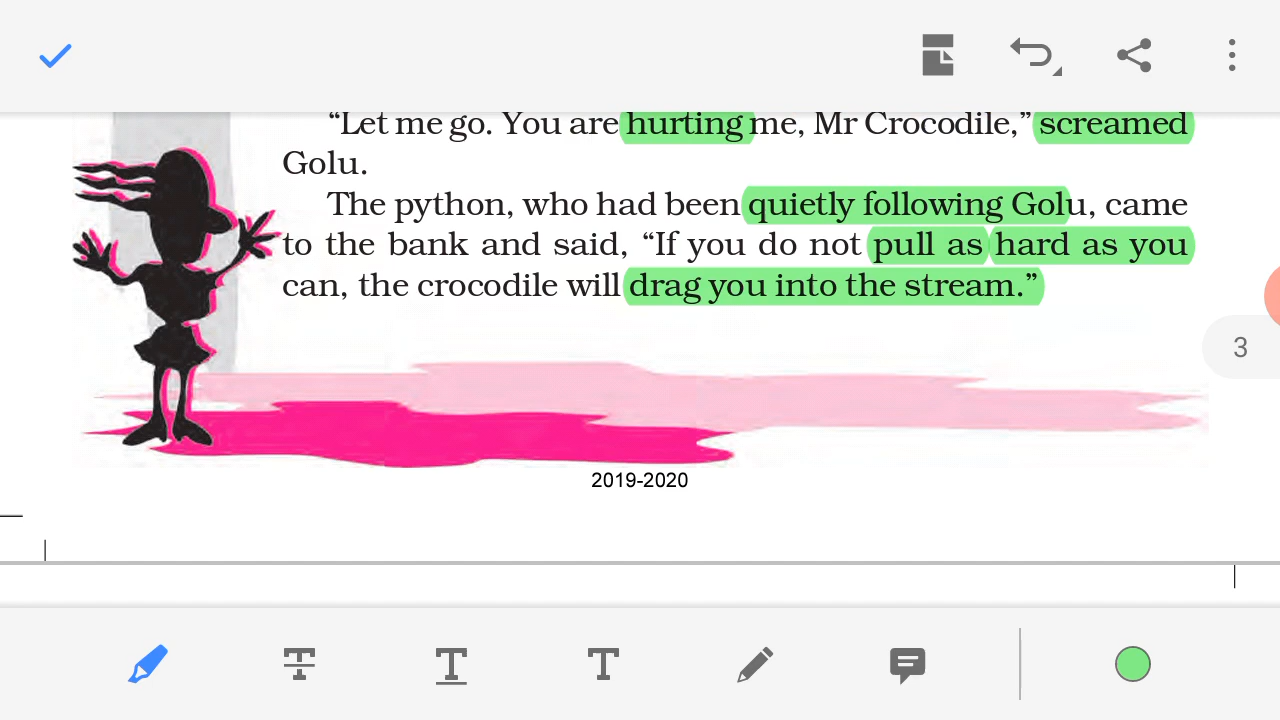 “Let me go. You are hurting me, Mr Crocodile,” screamed
Golu.
The python, who had been quietly following Golu, came
to the bank and said, “If you do not pull as hard as you
can, the crocodile will drag you into the stream.”
3
2019-2020
T T T